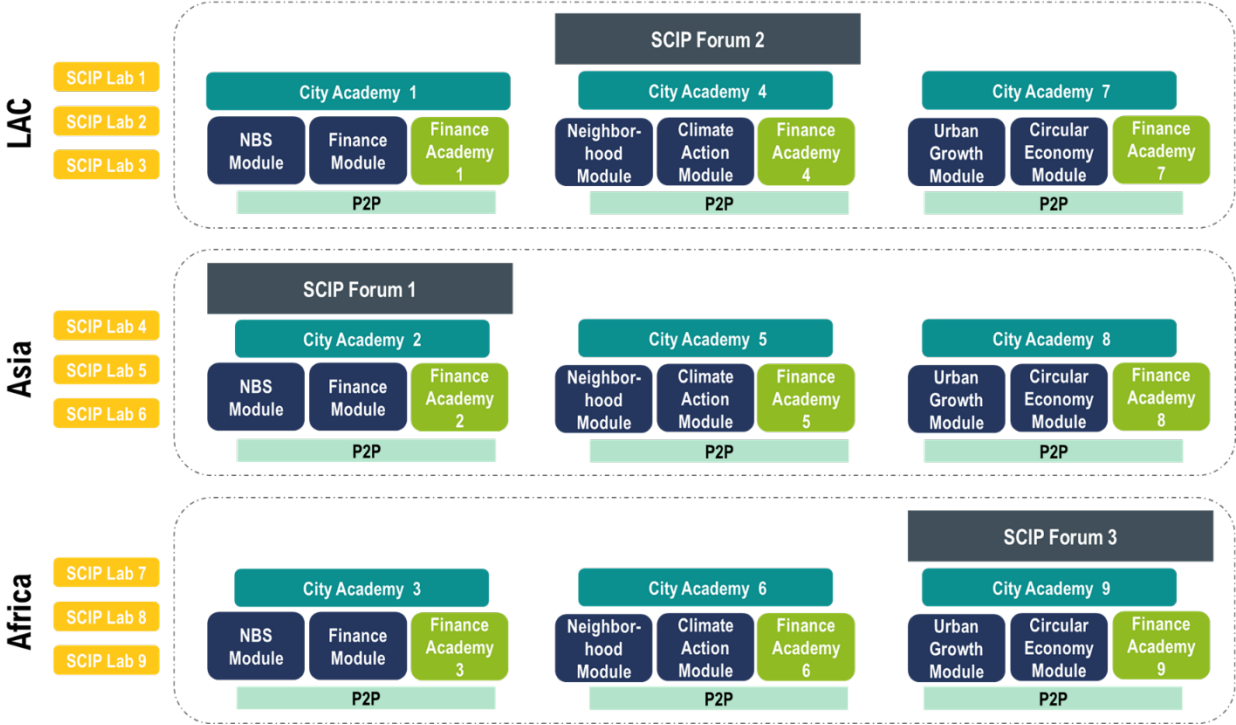 LAC
SCIP Lab 1
SCIP Lab 2
SCIP Lab 3
SCIP Forum 2
City Academy 1
City Academy 4
City Academy 7
NBS
Module
Finance
Module
Finance
Academy
1
Neighbor-
hood
Module
Climate
Action
Module
Finance
Academy
4
Urban
Growth
Module
Circular
Economy
Module
Finance
Academy
7
P2P
P2P
P2P
Asia
SCIP Lab 4
SCIP Lab 5
SCIP Lab 6
SCIP Forum 1
City Academy 2
City Academy 5
City Academy 8
NBS
Module
Finance
Module
Finance
Academy
2
Neighbor-
hood
Module
Climate
Action
Module
Finance
Academy
5
Urban
Growth
Module
Circular
Economy
Module
Finance
Academy
8
P2P
P2P
P2P
Africa
SCIP Lab 7
SCIP Lab 8
SCIP Lab 9
SCIP Forum 3
City Academy 3
City Academy 6
City Academy 9
NBS
Module
Finance
Module
Finance
Academy
3
Neighbor-
hood
Module
Climate
Action
Module
Finance
Academy
6
Urban
Growth
Module
Circular
Economy
Module
Finance
Academy
9
P2P
P2P
P2P